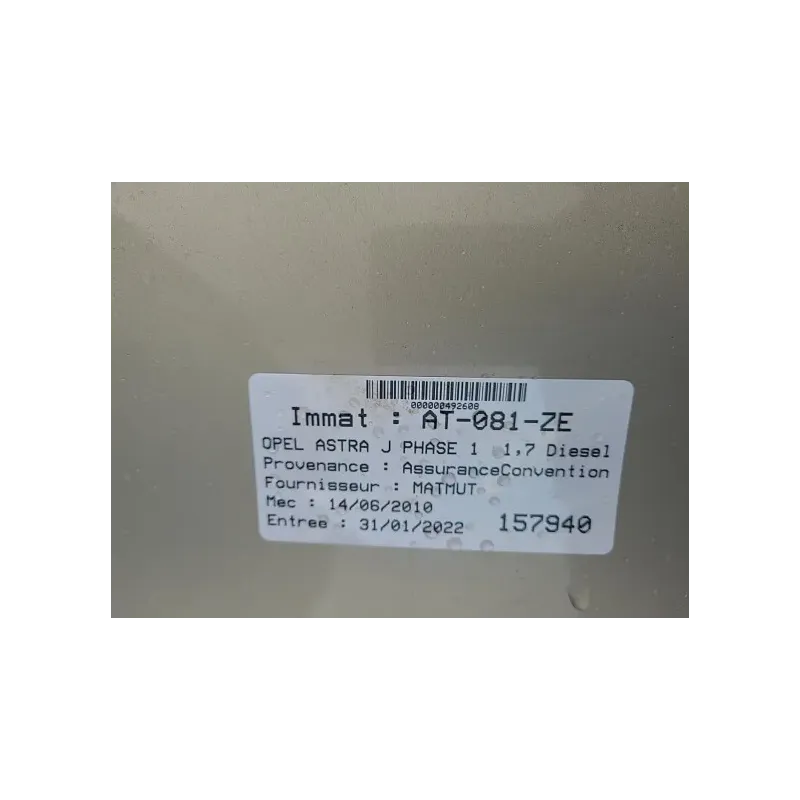 000000492608
Immat : AT-081-ZE
OPEL ASTRA J PHASE 1 1,7 Diesel
Provenance : AssuranceConvention
Fournisseur : MATMUT
Mec : 14/06/2010
Entree : 31/01/2022 157940